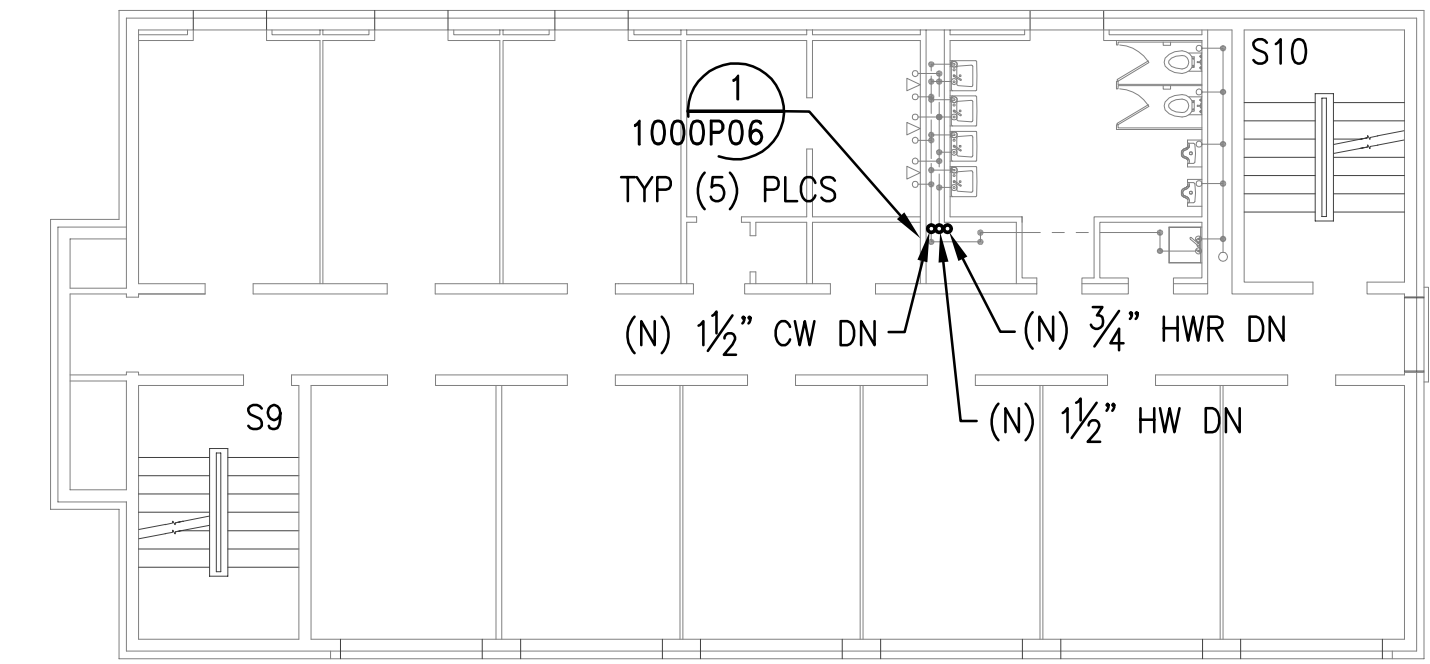 S10
1
1000P06
TYP (5) PLCS
(N) 1½” CW DN
(N) ¾” HWR DN
(N) 1½” HW DN
S9